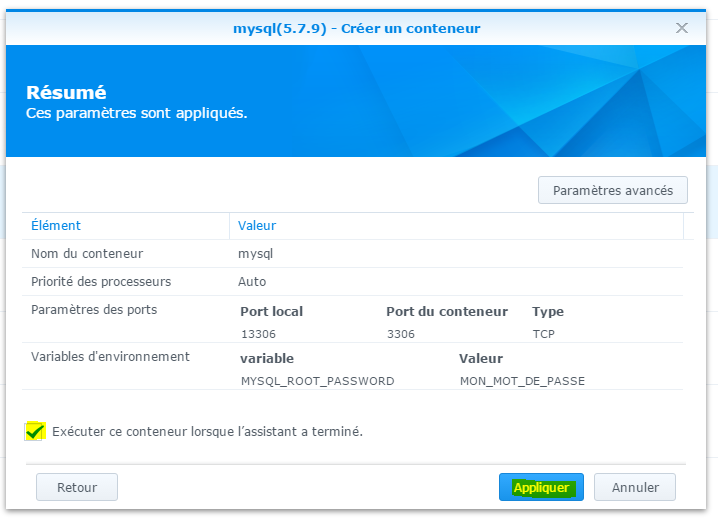 mysql(5.7.9) - Créer un conteneur
Résumé
Ces paramètres sont appliqués.
Paramètres avancés
Élément Valeur
Nom du conteneur mysql
Priorité des processeurs Auto
Paramètres des ports Port local Port du conteneur Type
13306 3306 TCP
Variables d'environnement variable Valeur
MYSQL_ROOT_PASSWORD MON_MOT_DE_PASSE
Exécuter ce conteneur lorsque l'assistant a terminé.
Retour Appliquer Annuler